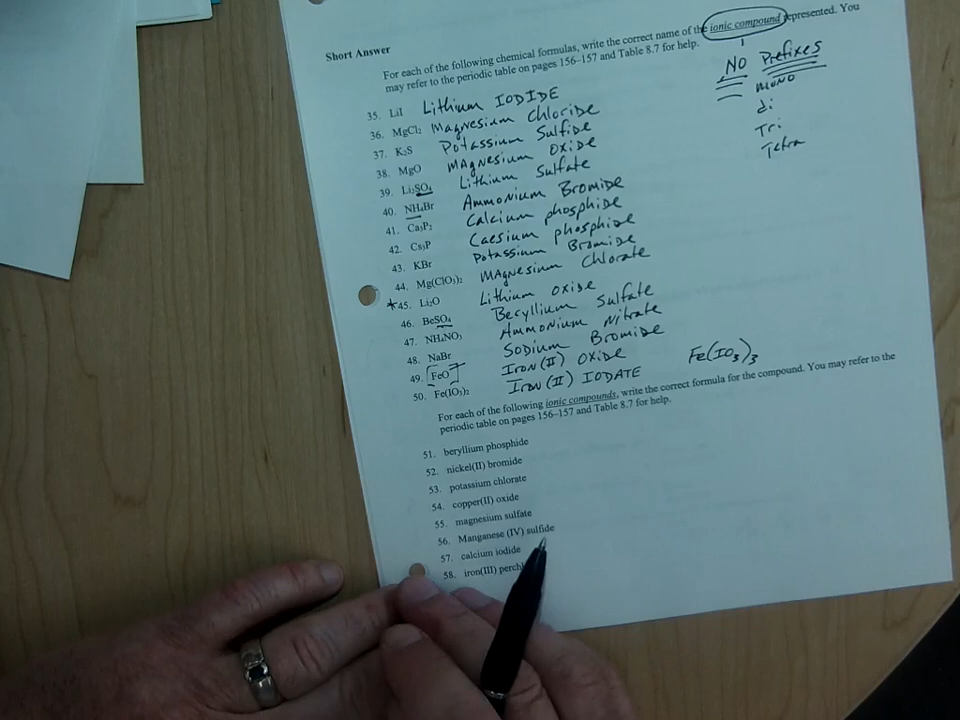 Short Answer
For each of the following chemical formulas, write the correct name of the ionic compound represented. You
may refer to the periodic table on pages 156–157 and Table 8.7 for help.
NO Prefixes
mono
di
Tri
Tetra
35. LiI Lithium IODIDE
36. MgCl₂ Magnesium Chloride
37. K₂S Potassium Sulfide
38. MgO MAgnesium OxiDe
39. Li₂SO₄ Lithium Sulfate
40. NH₄Br Ammonium BromiDe
41. Ca₃P₂ Calcium phosphiDe
42. Cs₃P Caesium phosphiDe
43. KBr Potassium BromiDe
44. Mg(ClO₃)₂ MAgnesium Chlorate
*45. Li₂O Lithium OxiDe
46. BeSO₄ Beryllium Sulfate
47. NH₄NO₃ Ammonium Nitrate
48. NaBr SoDium BromiDe
49. FeO Iron (II) OxiDe
50. Fe(IO₃)₂ Iron (II) IODATE Fe(IO₃)₃
For each of the following ionic compounds, write the correct formula for the compound. You may refer to the
periodic table on pages 156–157 and Table 8.7 for help.
51. beryllium phosphide
52. nickel(II) bromide
53. potassium chlorate
54. copper(II) oxide
55. magnesium sulfate
56. Manganese (IV) sulfide
57. calcium iodide
58. iron(III)